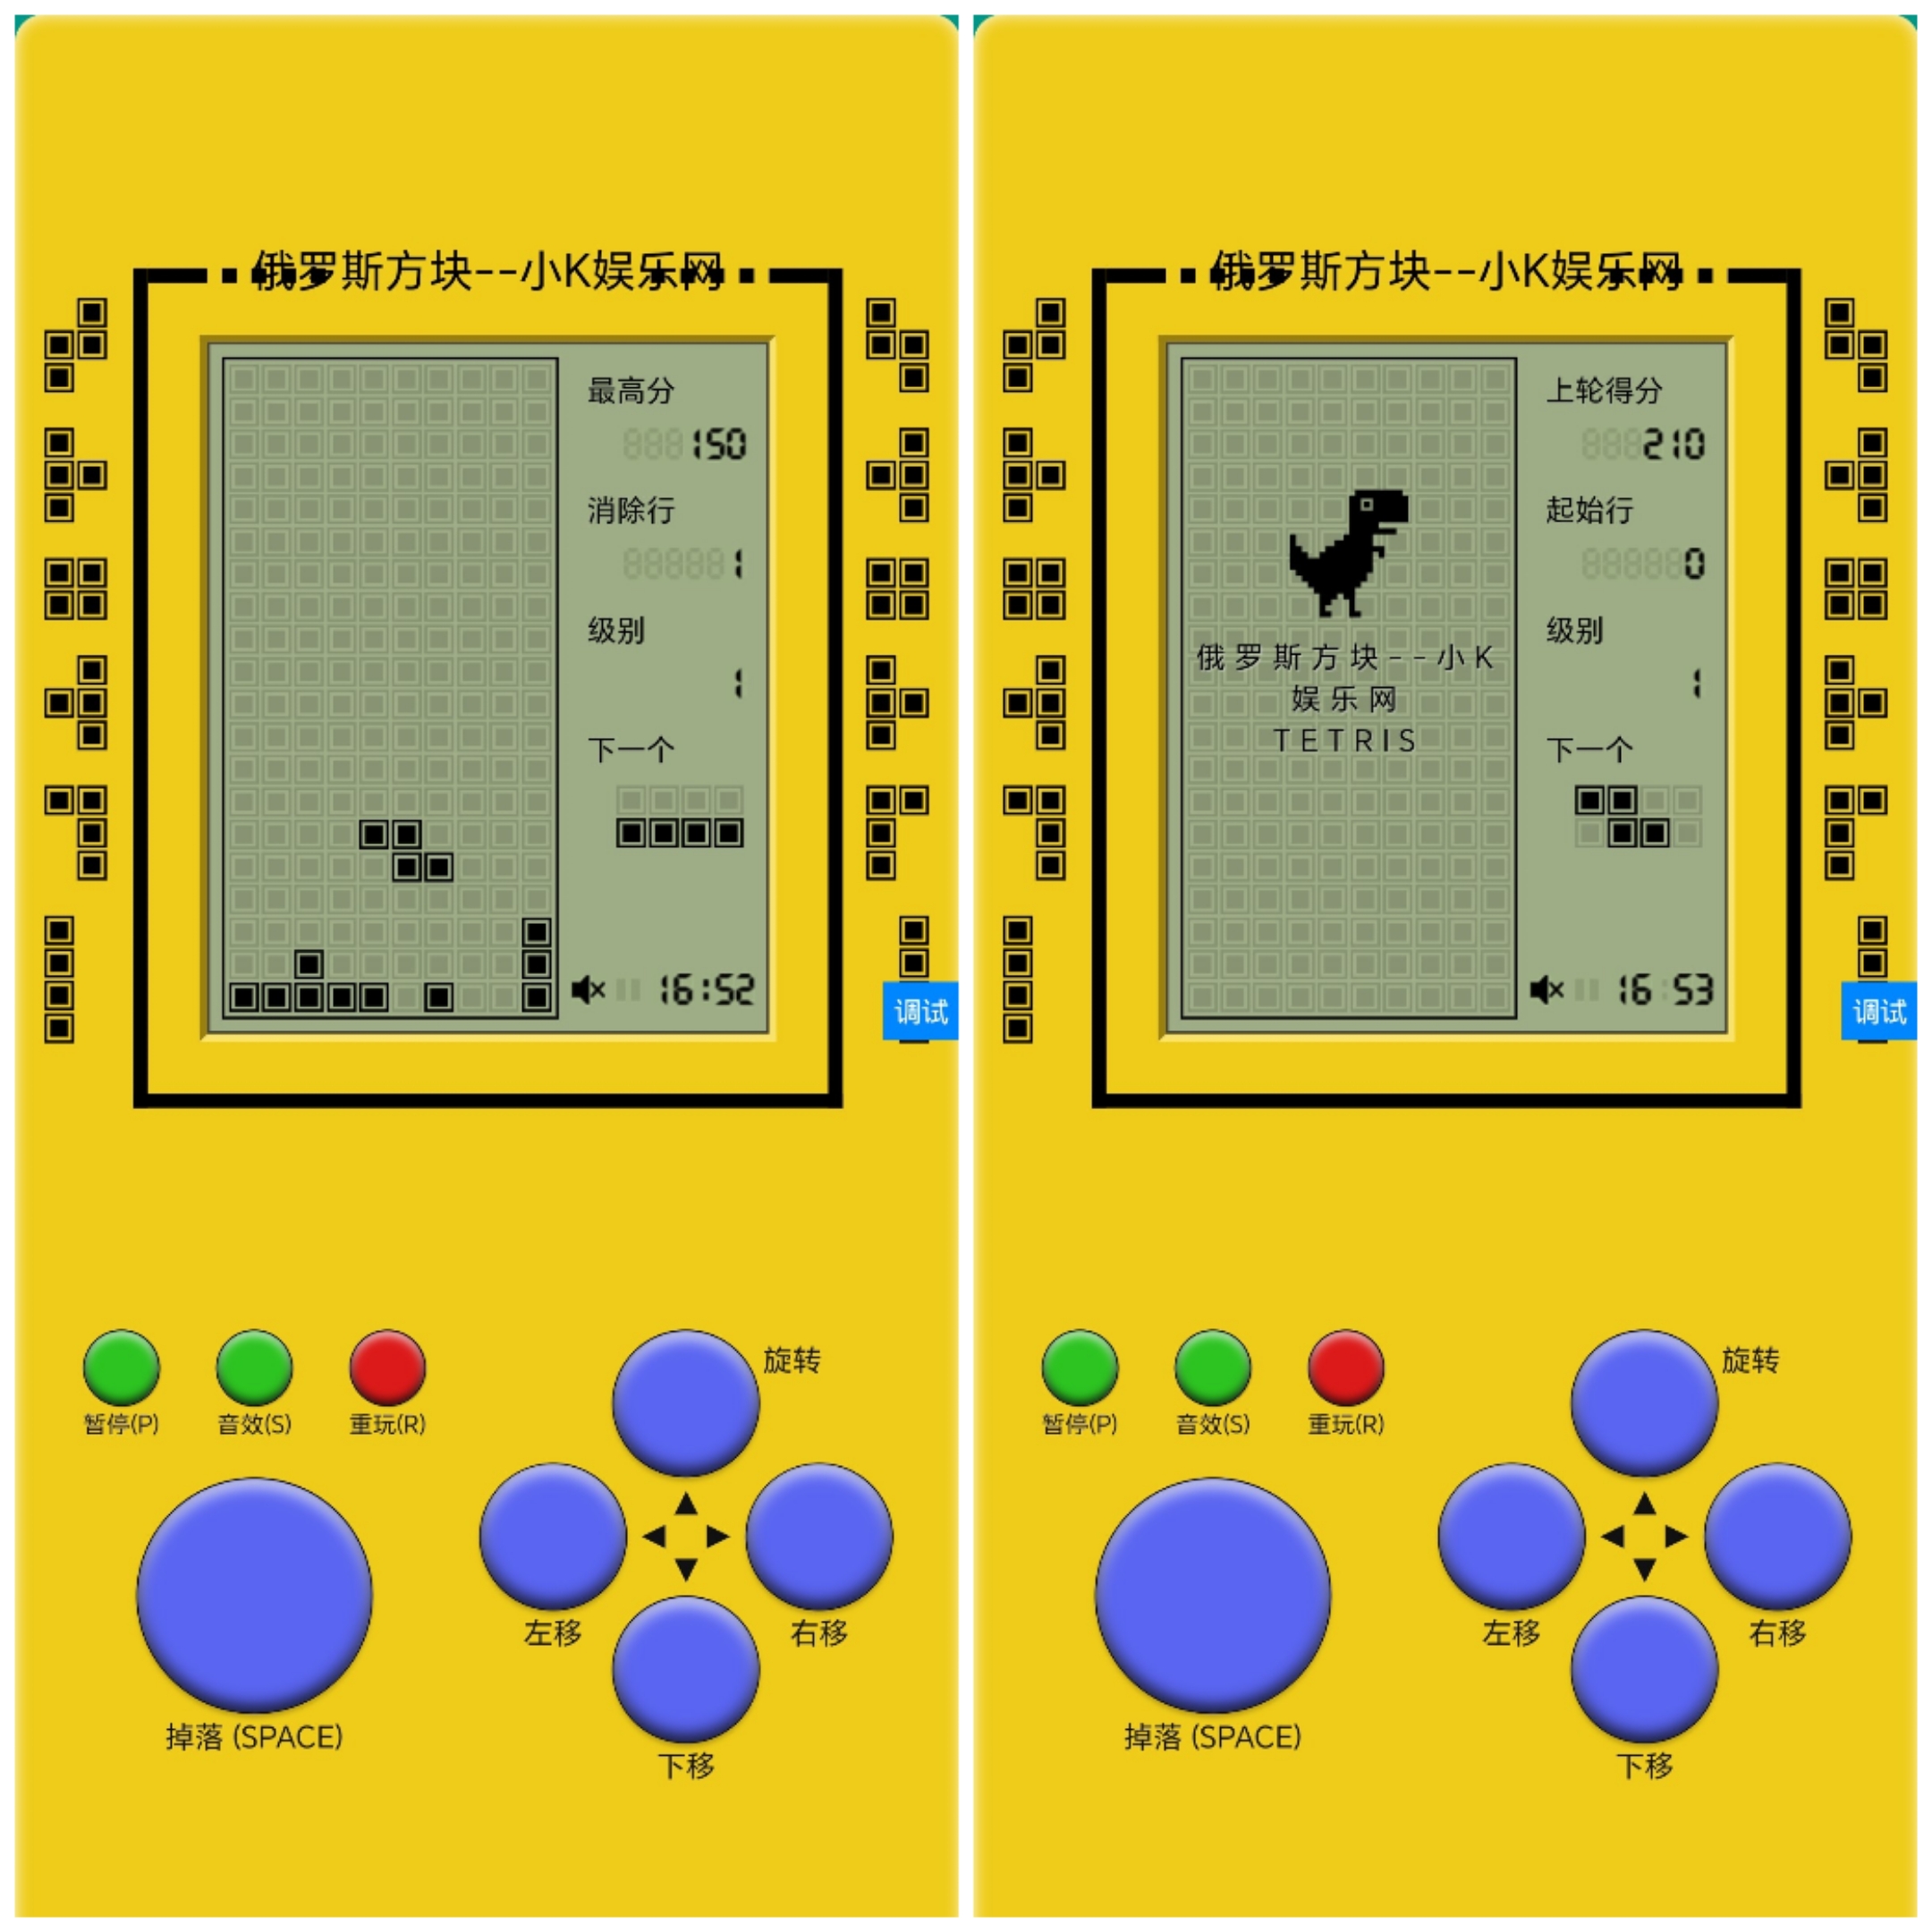 俄罗斯方块--小K娱乐网
最高分
150
消除行
1
级别
1
下一个
16:52
调试
暂停(P)
音效(S)
重玩(R)
旋转
左移
右移
掉落 (SPACE)
下移
俄罗斯方块--小K娱乐网
上轮得分
210
起始行
0
级别
1
俄罗斯方块--小K
娱乐网
TETRIS
下一个
16 53
调试
暂停(P)
音效(S)
重玩(R)
旋转
左移
右移
掉落 (SPACE)
下移